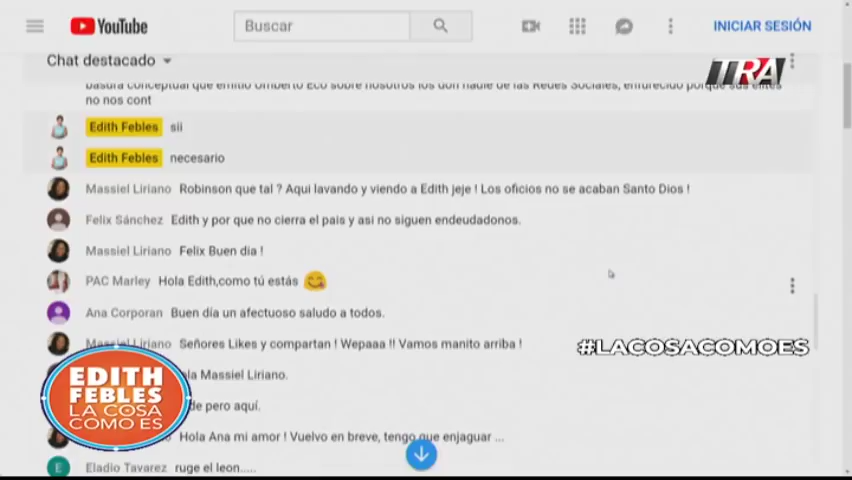 YouTube
Buscar
INICIAR SESIÓN
Chat destacado
TRA
basura conceptual que emitió Umberto Eco sobre nosotros los don nadie de las Redes Sociales, enfurecido porque sus elites
no nos cont
Edith Febles sii
Edith Febles necesario
Massiel Liriano Robinson que tal ? Aqui lavando y viendo a Edith jeje ! Los oficios no se acaban Santo Dios !
Felix Sánchez Edith y por que no cierra el pais y asi no siguen endeudadonos.
Massiel Liriano Felix Buen dia !
PAC Marley Hola Edith,como tú estás 😋
Ana Corporan Buen día un afectuoso saludo a todos.
Massiel Liriano Señores Likes y compartan ! Wepaaa !! Vamos manito arriba !
#LACOSACOMOES
Massiel Liriano.
de pero aquí.
Hola Ana mi amor ! Vuelvo en breve, tengo que enjaguar ...
EDITH
FEBLES
LA COSA
COMO ES
E Eladio Tavarez ruge el leon.....